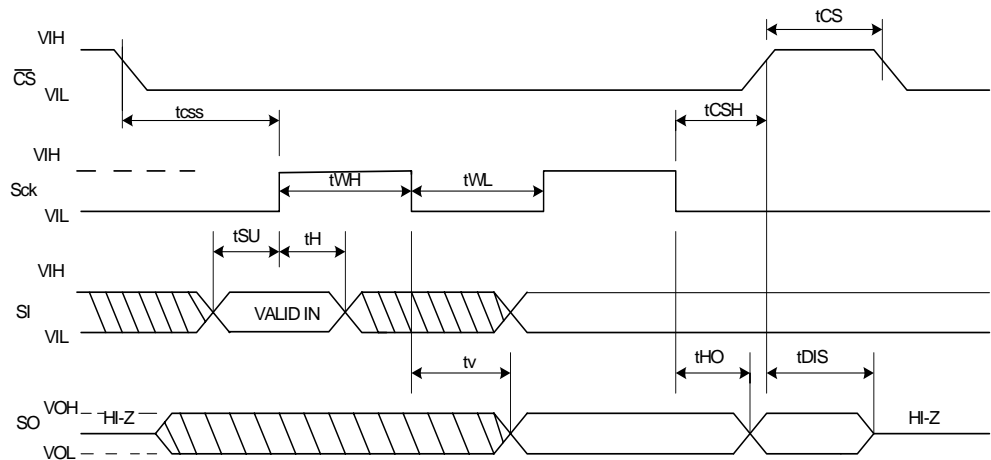 tCS
VIH
CS
VIL
tcss
tCSH
VIH
Sck
VIL
tWH
tWL
tSU
tH
VIH
SI
VIL
VALID IN
tv
tHO
tDIS
VOH
SO
VOL
HI-Z
HI-Z